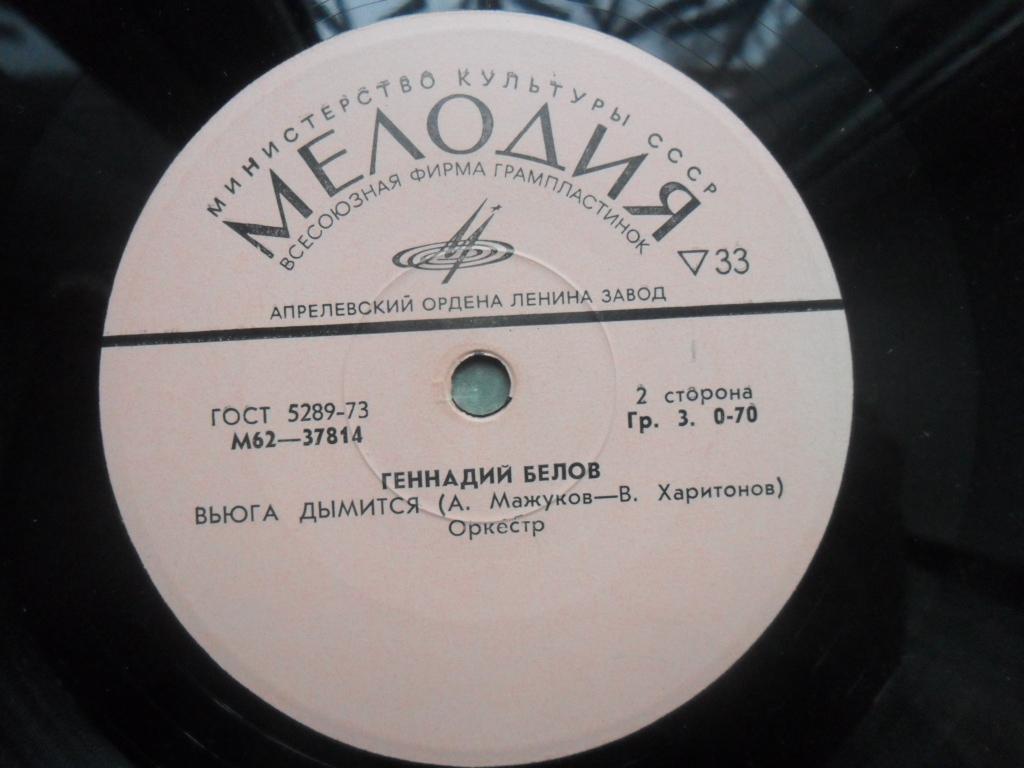 МИНИСТЕРСТВО КУЛЬТУРЫ СССР
МЕЛОДИЯ
ВСЕСОЮЗНАЯ ФИРМА ГРАМПЛАСТИНОК
33
АПРЕЛЕВСКИЙ ОРДЕНА ЛЕНИНА ЗАВОД
ГОСТ 5289-73
М62—37814
2 сторона
Гр. 3. 0-70
ГЕННАДИЙ БЕЛОВ
ВЬЮГА ДЫМИТСЯ (А. Мажуков—В. Харитонов)
Оркестр